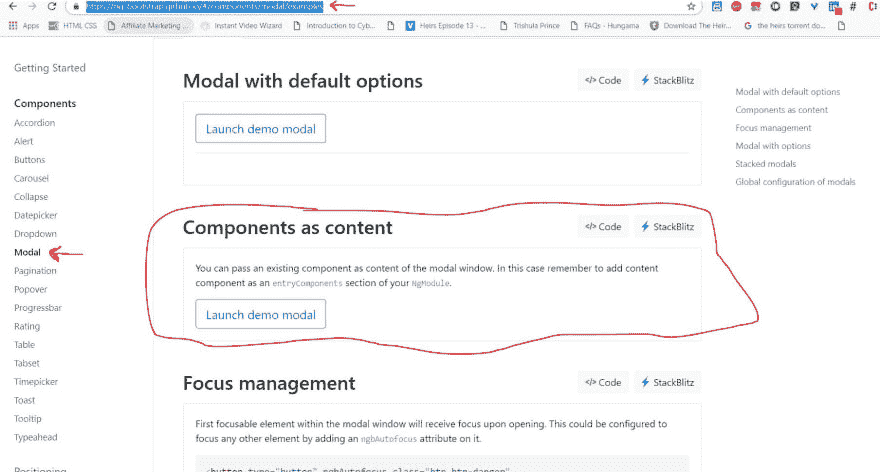 https://ng-bootstrap.github.io/#/components/modal/examples
Apps HTML CSS Affiliate Marketing ... Instant Video Wizard Introduction to Cyb... Heirs Episode 13 - ... Trishula Prince FAQs - Hungama Download The Heir... the heirs torrent do...
Getting Started
Components
Accordion
Alert
Buttons
Carousel
Collapse
Datepicker
Dropdown
Modal
Pagination
Popover
Progressbar
Rating
Table
Tabset
Timepicker
Toast
Tooltip
Typeahead
Positioning
Modal with default options
</> Code StackBlitz
Launch demo modal
Components as content
</> Code StackBlitz
You can pass an existing component as content of the modal window. In this case remember to add content
component as an entryComponents section of your NgModule.
Launch demo modal
Focus management
</> Code StackBlitz
First focusable element within the modal window will receive focus upon opening. This could be configured to
focus any other element by adding an ngbAutofocus attribute on it.
<button type="button" ngbAutofocus class="btn btn-danger"
Modal with default options
Components as content
Focus management
Modal with options
Stacked modals
Global configuration of modals